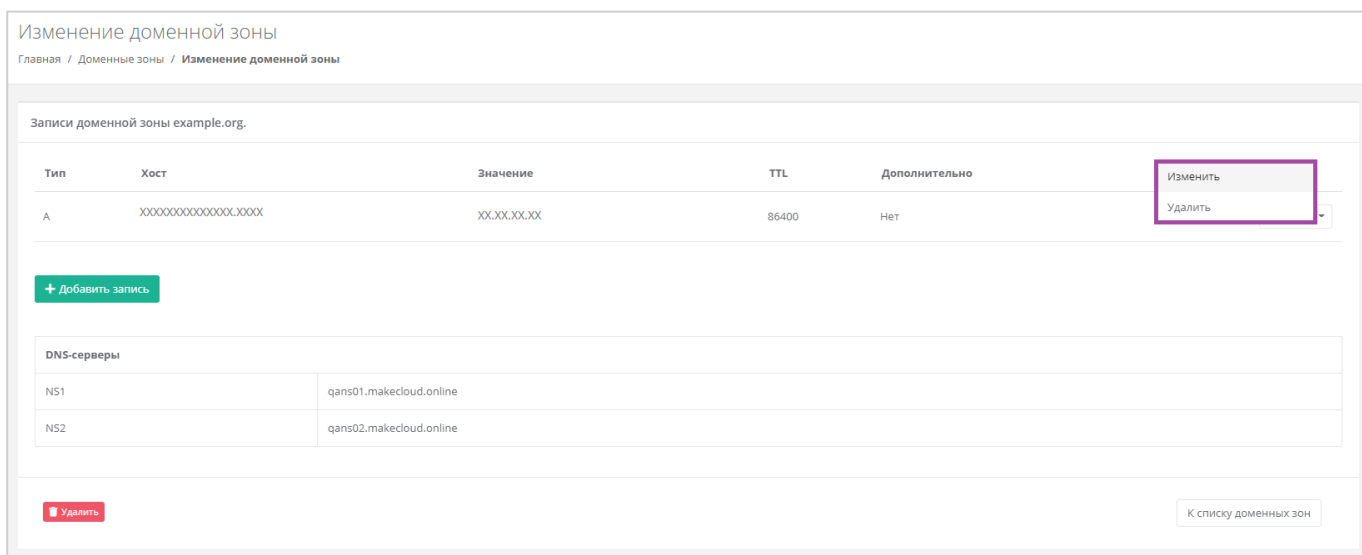 Изменение доменной зоны
Главная / Доменные зоны / Изменение доменной зоны
Записи доменной зоны example.org.
Тип Хост Значение TTL Дополнительно
Изменить
A XXXXXXXXXXXXXX.XXXX XX.XX.XX.XX 86400 Нет
Удалить
+ Добавить запись
DNS-серверы
NS1 qans01.makecloud.online
NS2 qans02.makecloud.online
Удалить К списку доменных зон